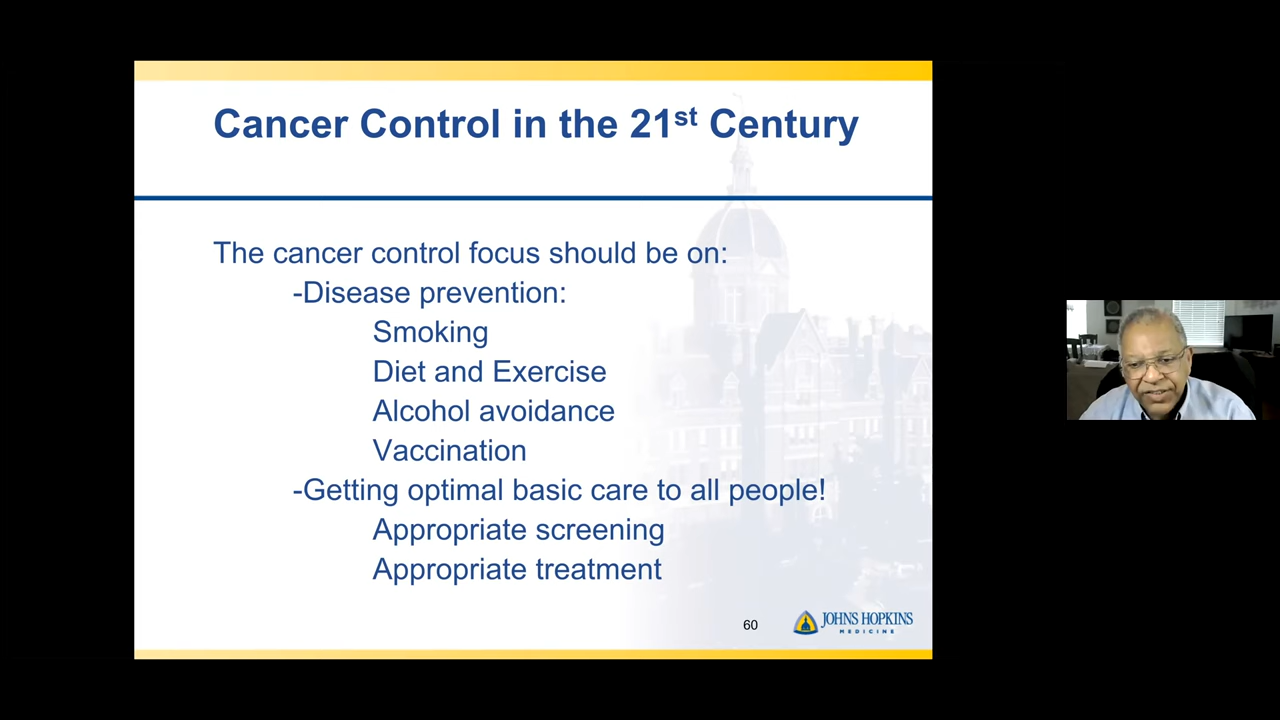 Cancer Control in the 21st Century
The cancer control focus should be on:
-Disease prevention:
Smoking
Diet and Exercise
Alcohol avoidance
Vaccination
-Getting optimal basic care to all people!
Appropriate screening
Appropriate treatment
60
JOHNS HOPKINS
MEDICINE